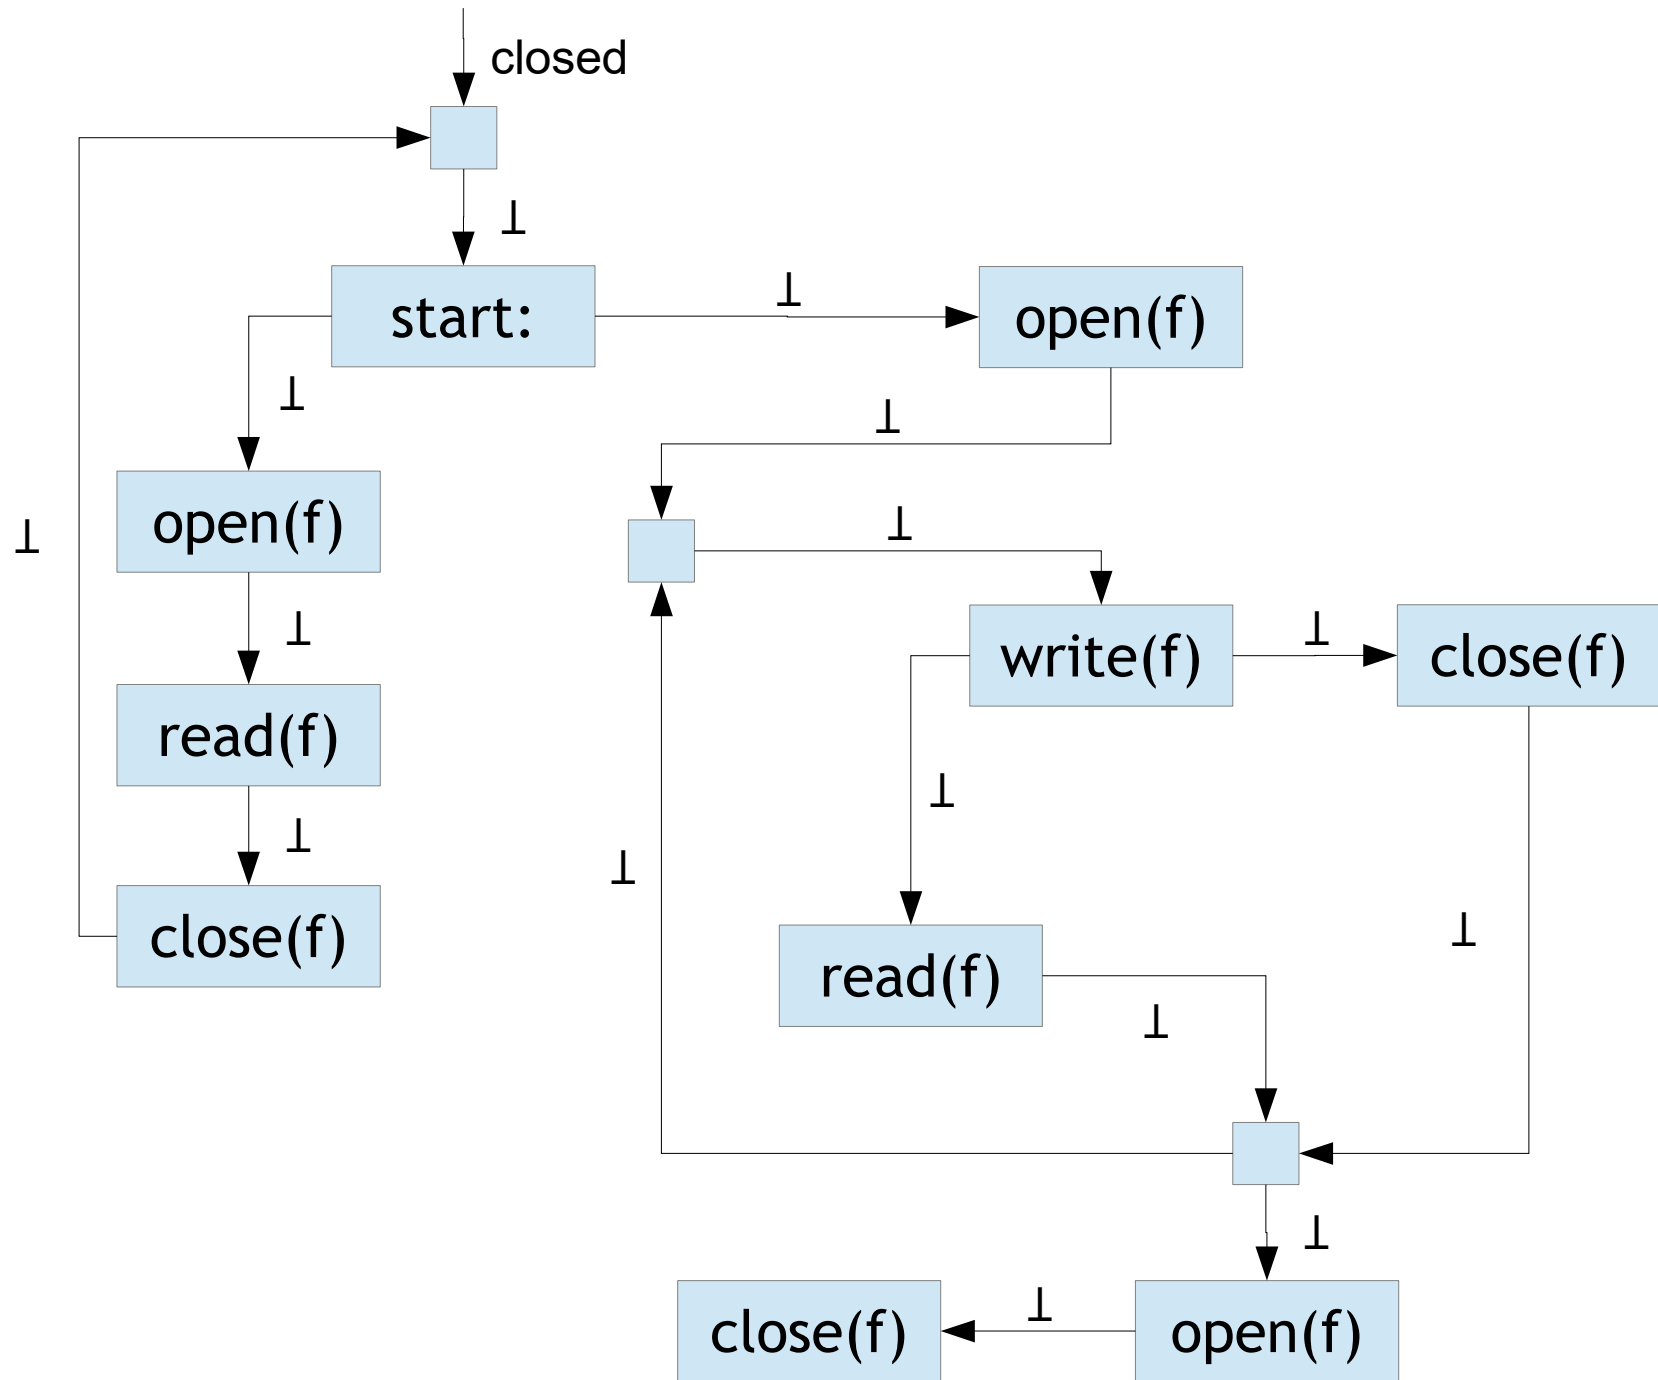 closed
⊥
start:
⊥
open(f)
⊥
⊥
open(f)
⊥
⊥
⊥
write(f)
⊥
close(f)
read(f)
⊥
⊥
⊥
close(f)
⊥
read(f)
⊥
⊥
⊥
close(f)
⊥
open(f)